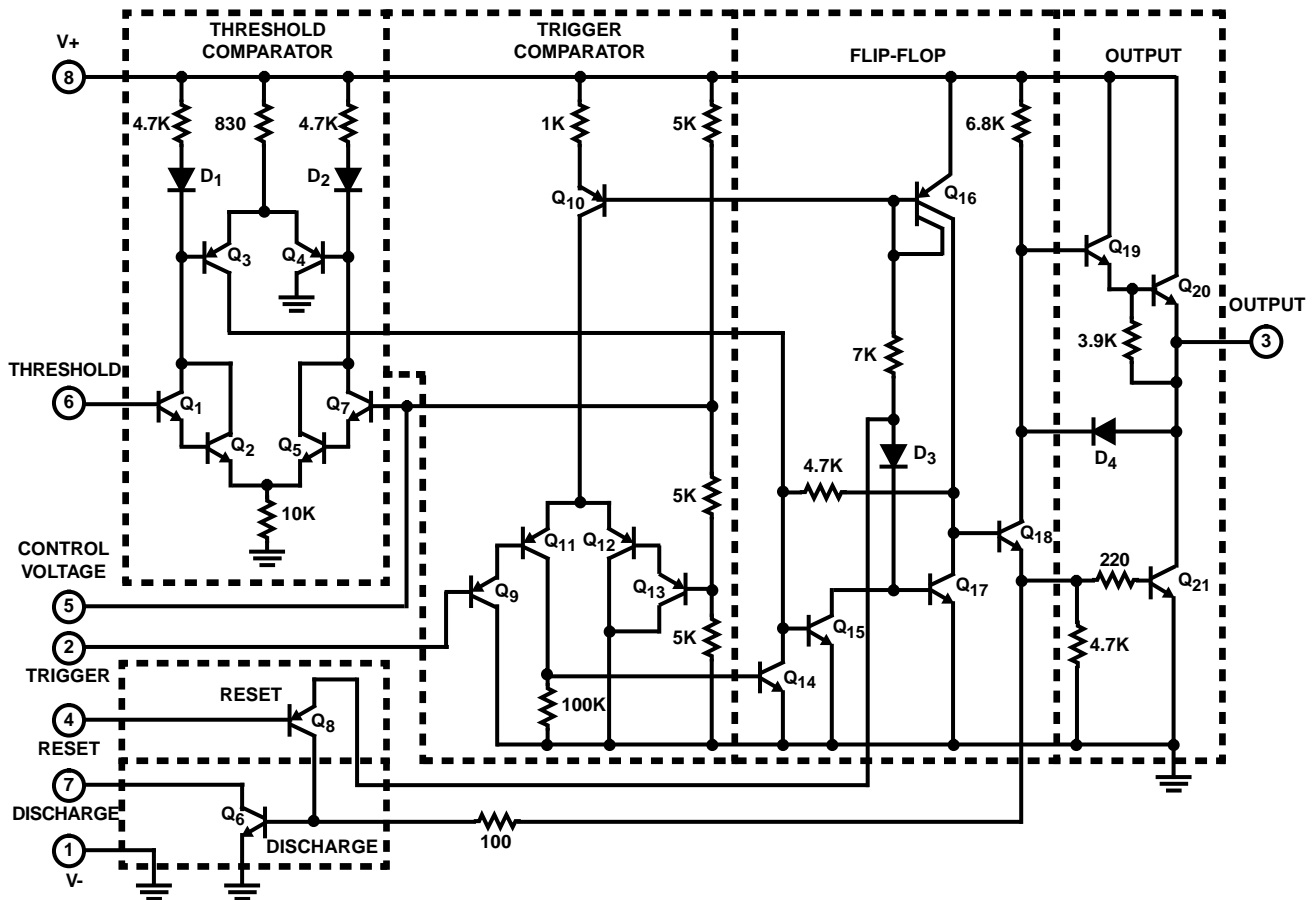 THRESHOLD
COMPARATOR
TRIGGER
COMPARATOR
FLIP-FLOP
OUTPUT
V+
8
4.7K
830
4.7K
1K
5K
6.8K
D1
D2
Q10
Q16
Q3
Q4
Q19
Q20
OUTPUT
3
7K
3.9K
THRESHOLD
6
Q1
Q7
Q2
Q5
D3
D4
4.7K
5K
10K
Q11
Q12
Q18
CONTROL
VOLTAGE
5
Q9
Q13
Q17
220
Q21
2
TRIGGER
5K
Q15
4.7K
RESET
Q14
100K
4
RESET
Q8
7
DISCHARGE
Q6
DISCHARGE
100
1
V-